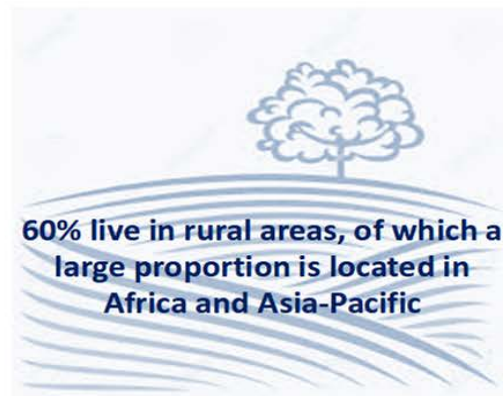 60% live in rural areas, of which a
large proportion is located in
Africa and Asia-Pacific